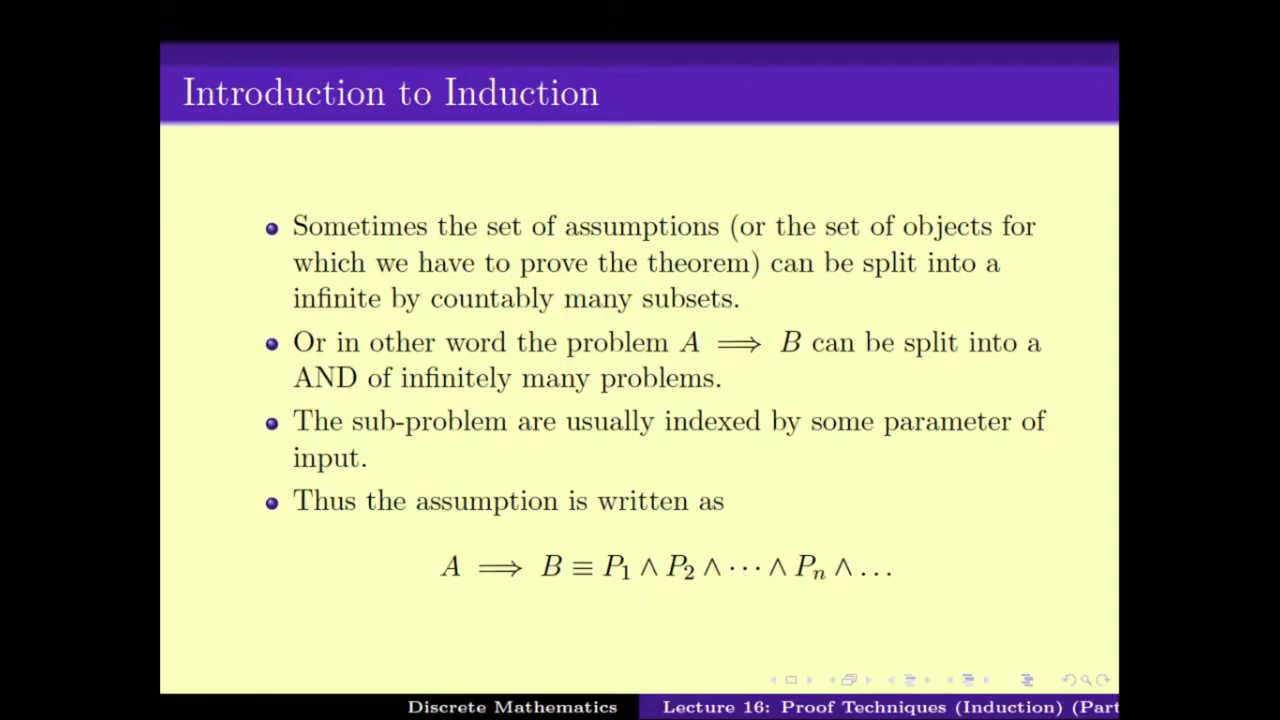 Introduction to Induction
Sometimes the set of assumptions (or the set of objects for
which we have to prove the theorem) can be split into a
infinite by countably many subsets.
Or in other word the problem A ⟹ B can be split into a
AND of infinitely many problems.
The sub-problem are usually indexed by some parameter of
input.
Thus the assumption is written as
A ⟹ B ≡ P₁ ∧ P₂ ∧ ⋯ ∧ Pₙ ∧ …
Discrete Mathematics
Lecture 16: Proof Techniques (Induction) (Part